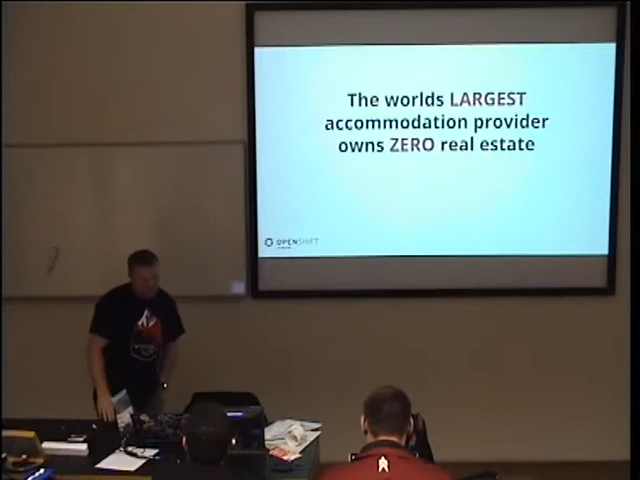 The worlds LARGEST
accommodation provider
owns ZERO real estate
OPENSHIFT